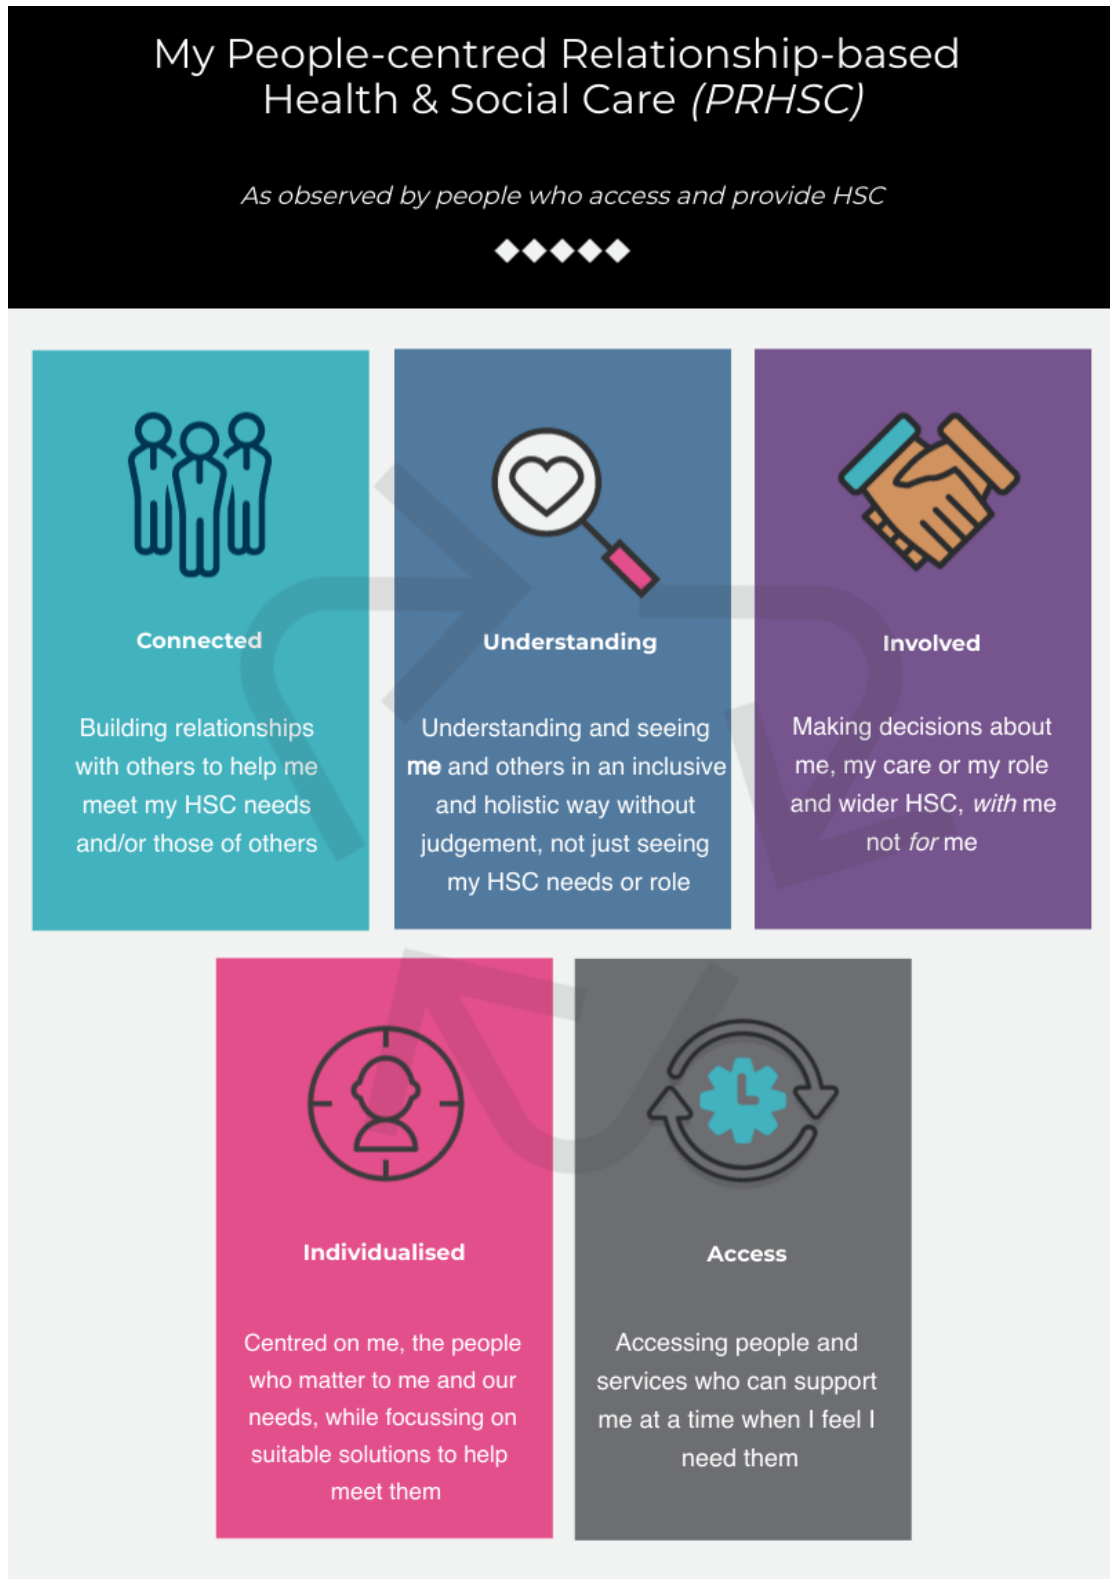 My People-centred Relationship-based
Health & Social Care (PRHSC)
As observed by people who access and provide HSC
Connected
Building relationships
with others to help me
meet my HSC needs
and/or those of others
Understanding
Understanding and seeing
me and others in an inclusive
and holistic way without
judgement, not just seeing
my HSC needs or role
Involved
Making decisions about
me, my care or my role
and wider HSC, with me
not for me
Individualised
Centred on me, the people
who matter to me and our
needs, while focussing on
suitable solutions to help
meet them
Access
Accessing people and
services who can support
me at a time when I feel I
need them